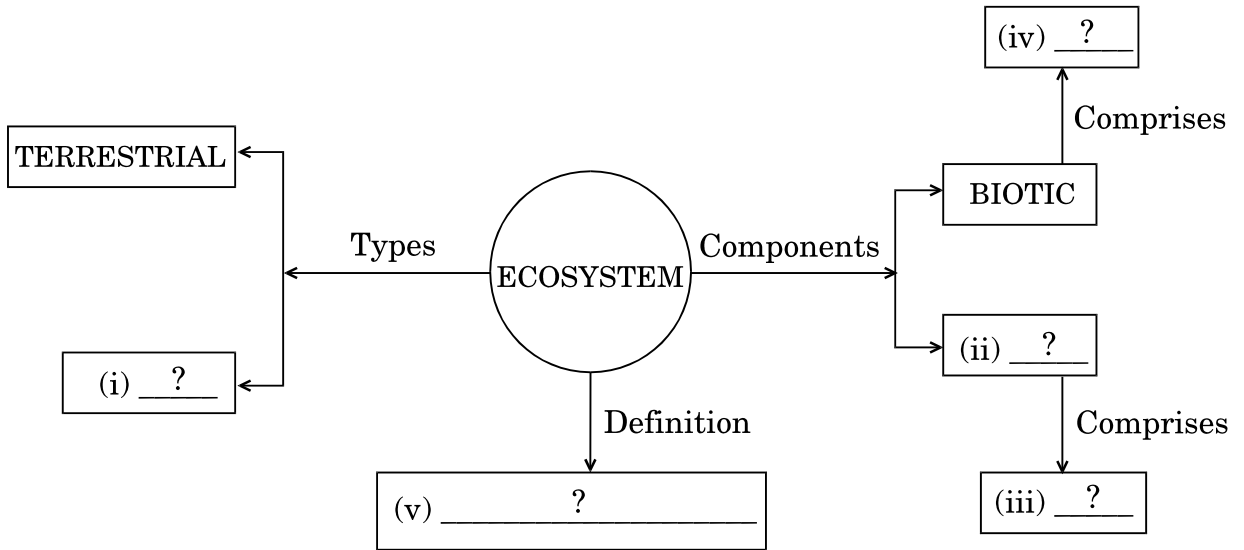 (iv) ?
Comprises
TERRESTRIAL
BIOTIC
Types
ECOSYSTEM
Components
(i) ?
(ii) ?
Definition
Comprises
(v) ?
(iii) ?